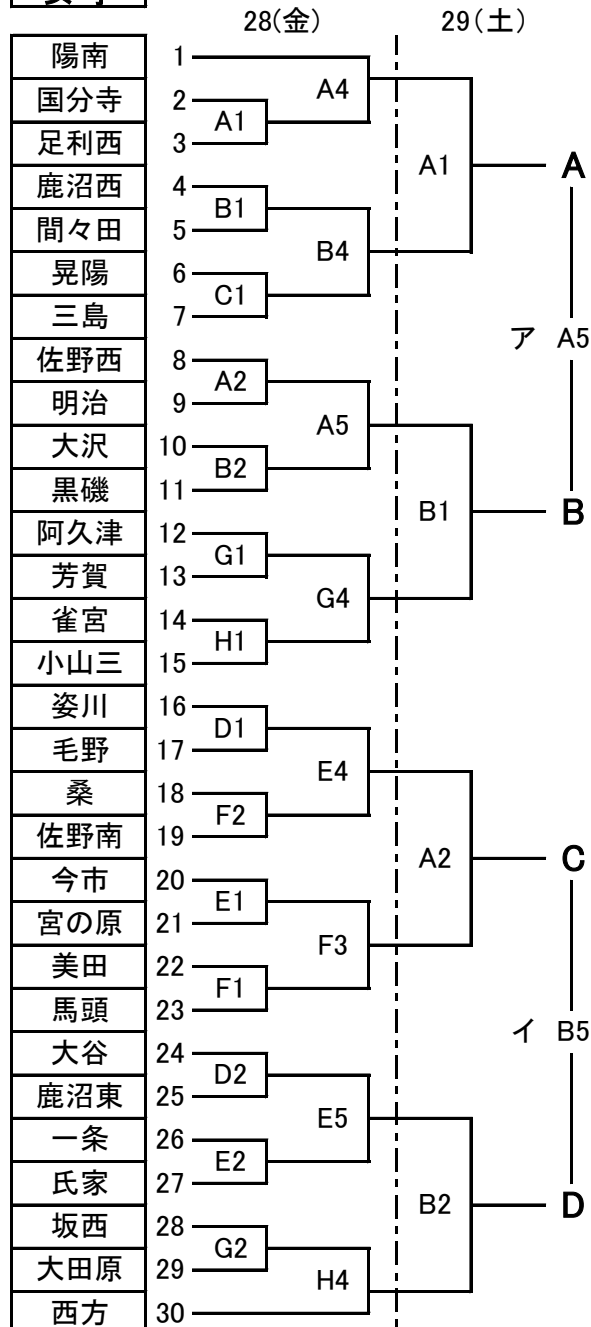 28(金) 29(土)
陽南 1
国分寺 2
足利西 3
鹿沼西 4
間々田 5
晃陽 6
三島 7
佐野西 8
明治 9
大沢 10
黒磯 11
阿久津 12
芳賀 13
雀宮 14
小山三 15
姿川 16
毛野 17
桑 18
佐野南 19
今市 20
宮の原 21
美田 22
馬頭 23
大谷 24
鹿沼東 25
一条 26
氏家 27
坂西 28
大田原 29
西方 30
A1
B1
C1
A2
B2
G1
H1
D1
F2
E1
F1
D2
E2
G2
A4
B4
A5
G4
E4
F3
E5
H4
A1
B1
A2
B2
A
ア A5
B
C
イ B5
D